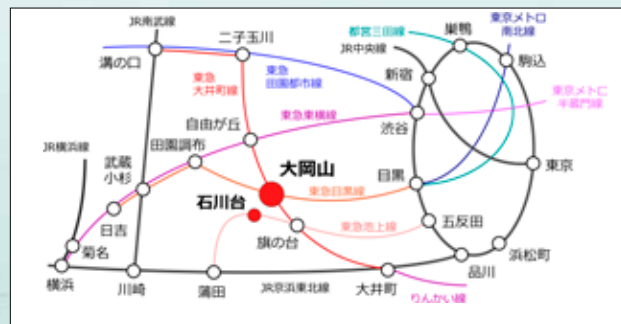 JR南武線
二子玉川
都営三田線
巣鴨
東京メトロ
南北線
JR中央線
駒込
溝の口
新宿
東急
大井町線
東急
田園都市線
東京メトロ
半蔵門線
自由が丘
東急東横線
渋谷
JR横浜線
武蔵
小杉
田園調布
大岡山
目黒
東京
石川台
東急目黒線
日吉
東急池上線
五反田
菊名
旗の台
浜松町
横浜
川崎
蒲田
JR京浜東北線
大井町
品川
りんかい線